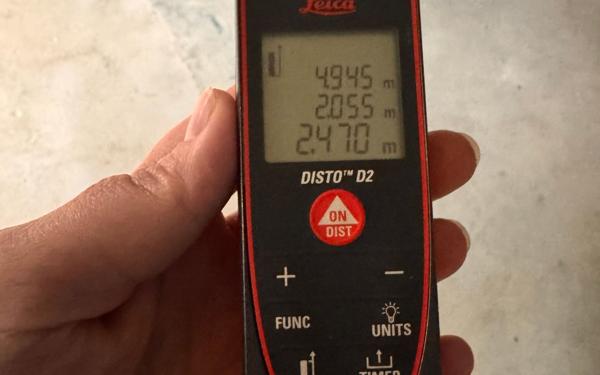 Leica
4.945 m
2.055 m
2.470 m
DISTO™ D2
ON
DIST
+ −
FUNC
UNITS
TIMER